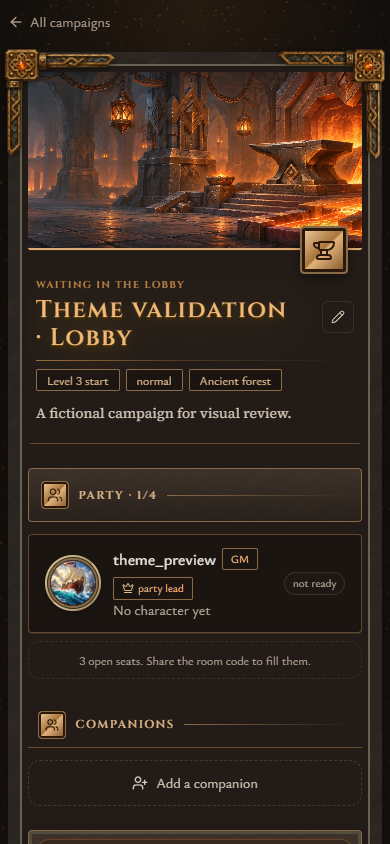 All campaigns
WAITING IN THE LOBBY
THEME VALIDATION
· LOBBY
Level 3 start normal Ancient forest
A fictional campaign for visual review.
PARTY · 1/4
theme_preview GM
party lead
not ready
No character yet
3 open seats. Share the room code to fill them.
COMPANIONS
Add a companion